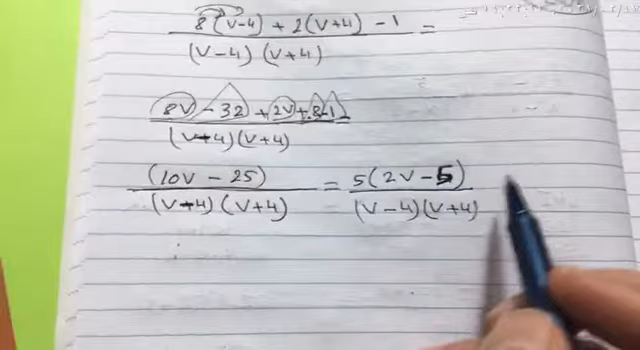 8(v-4) + 2(v+4) - 1 =
(v-4) (v+4)
8v - 32 + 2v + 8 - 1
(v-4)(v+4)
(10v - 25) = 5(2v - 5)
(v-4)(v+4) (v-4)(v+4)